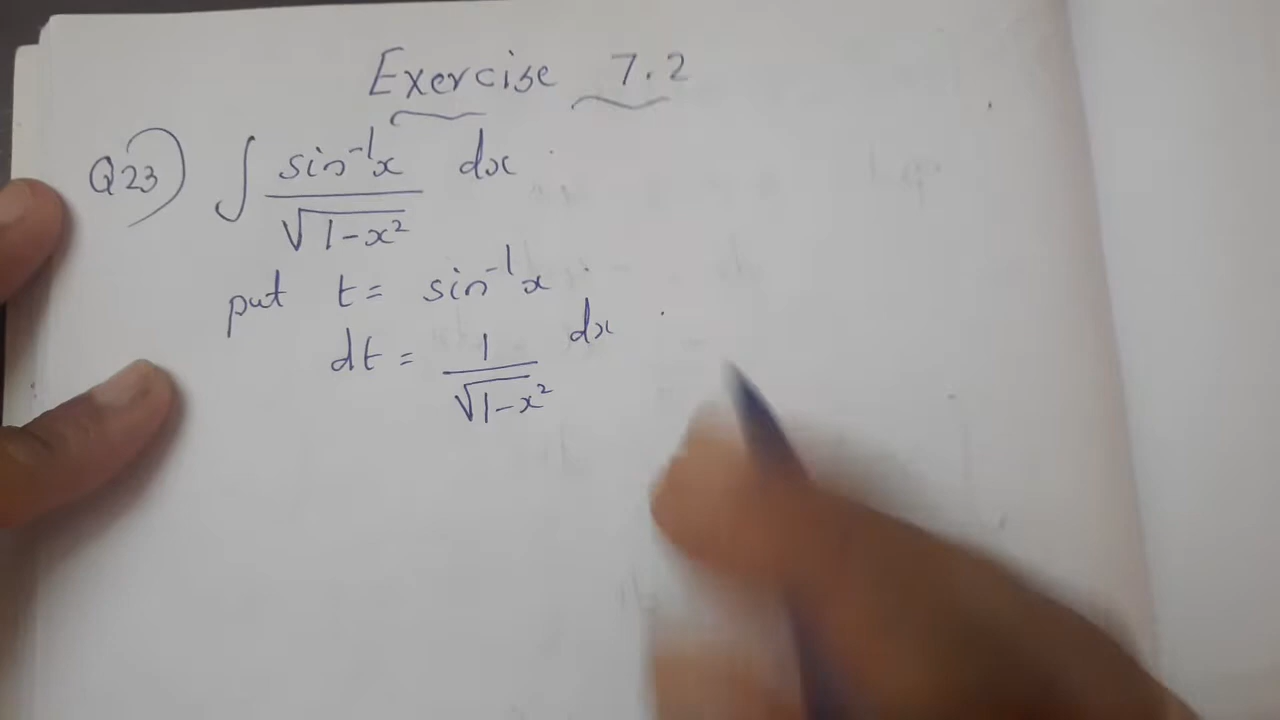 Exercise 7.2
Q23) ∫ sin⁻¹x / √(1-x²) dx
put t = sin⁻¹x
dt = 1 / √(1-x²) dx